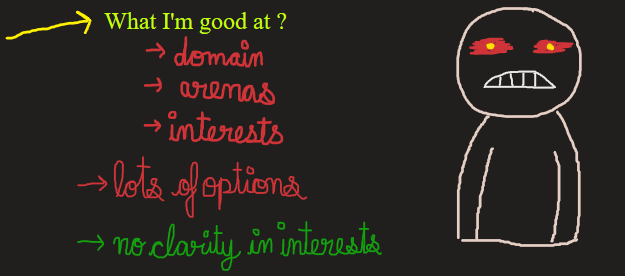 What I'm good at ?
→ domain
→ arenas
→ interests
→ lots of options
→ no clarity in interests